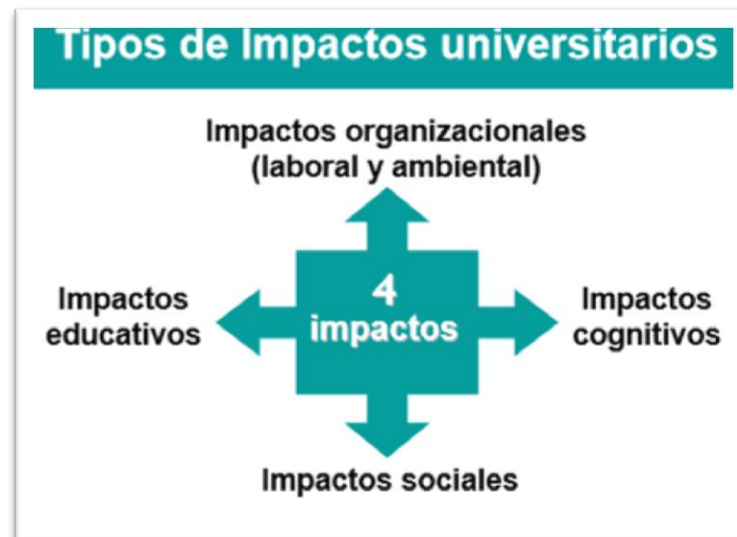 Tipos de Impactos universitarios
Impactos organizacionales
(laboral y ambiental)
4
impactos
Impactos
educativos
Impactos
cognitivos
Impactos sociales